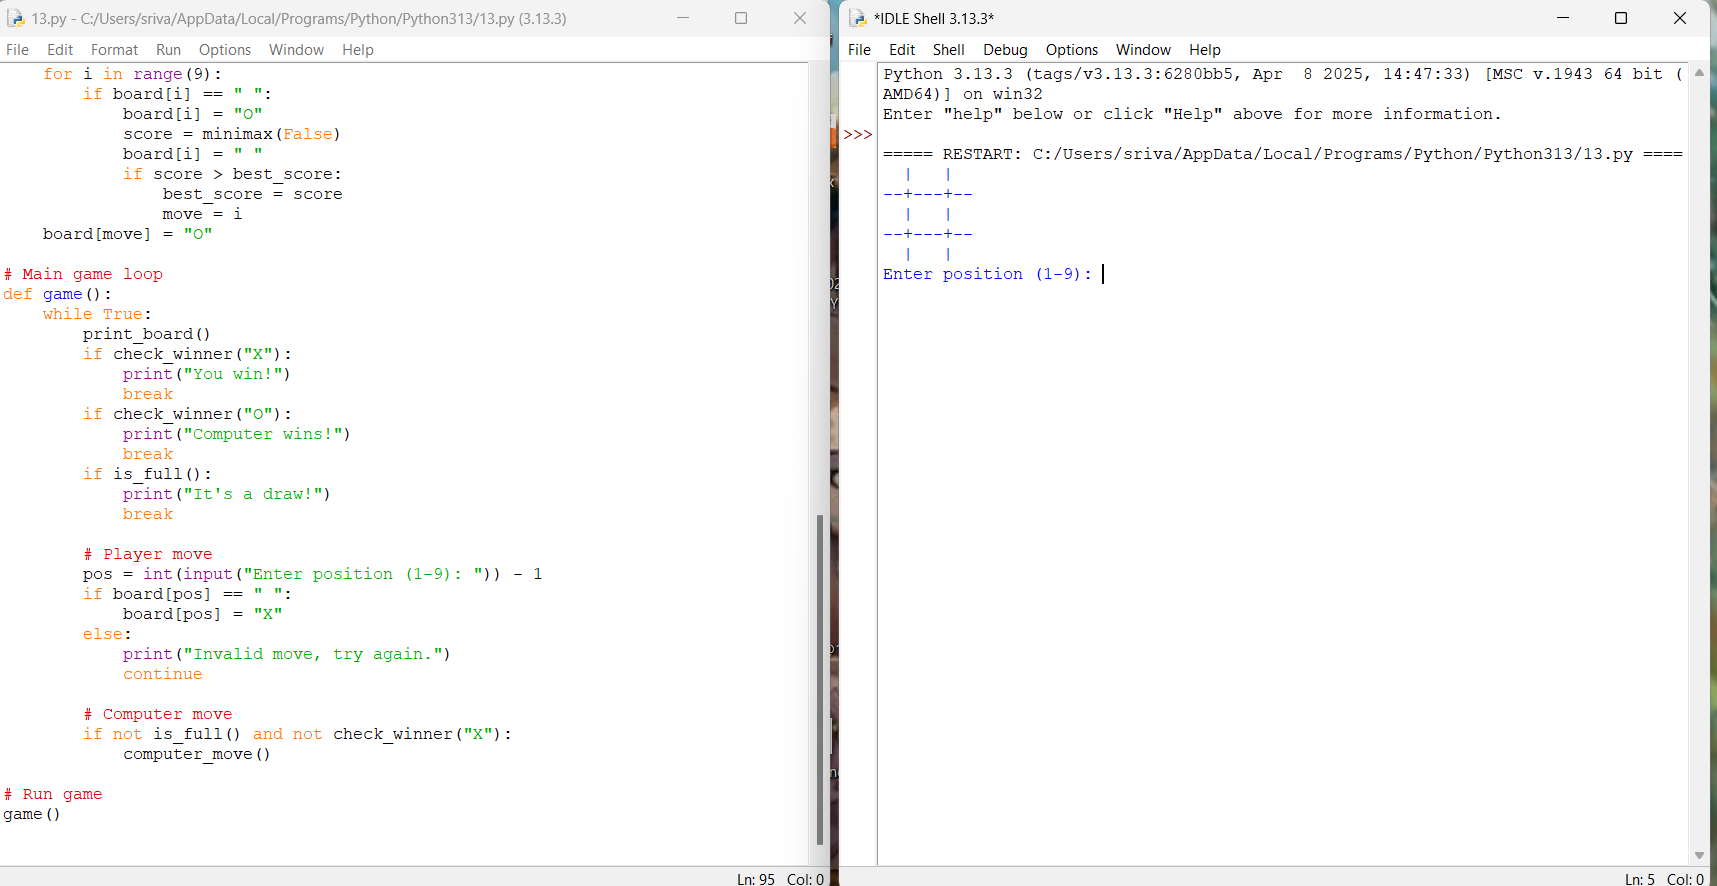 13.py - C:/Users/sriva/AppData/Local/Programs/Python/Python313/13.py (3.13.3)
File Edit Format Run Options Window Help
    for i in range(9):
        if board[i] == " ":
            board[i] = "O"
            score = minimax(False)
            board[i] = " "
            if score > best_score:
                best_score = score
                move = i
    board[move] = "O"

# Main game loop
def game():
    while True:
        print_board()
        if check_winner("X"):
            print("You win!")
            break
        if check_winner("O"):
            print("Computer wins!")
            break
        if is_full():
            print("It's a draw!")
            break

        # Player move
        pos = int(input("Enter position (1-9): ")) - 1
        if board[pos] == " ":
            board[pos] = "X"
        else:
            print("Invalid move, try again.")
            continue

        # Computer move
        if not is_full() and not check_winner("X"):
            computer_move()

# Run game
game()
Ln: 95 Col: 0
*IDLE Shell 3.13.3*
File Edit Shell Debug Options Window Help
Python 3.13.3 (tags/v3.13.3:6280bb5, Apr  8 2025, 14:47:33) [MSC v.1943 64 bit (
AMD64)] on win32
Enter "help" below or click "Help" above for more information.
>>>
===== RESTART: C:/Users/sriva/AppData/Local/Programs/Python/Python313/13.py ====
  |   |
--+---+--
  |   |
--+---+--
  |   |
Enter position (1-9):
Ln: 5 Col: 0